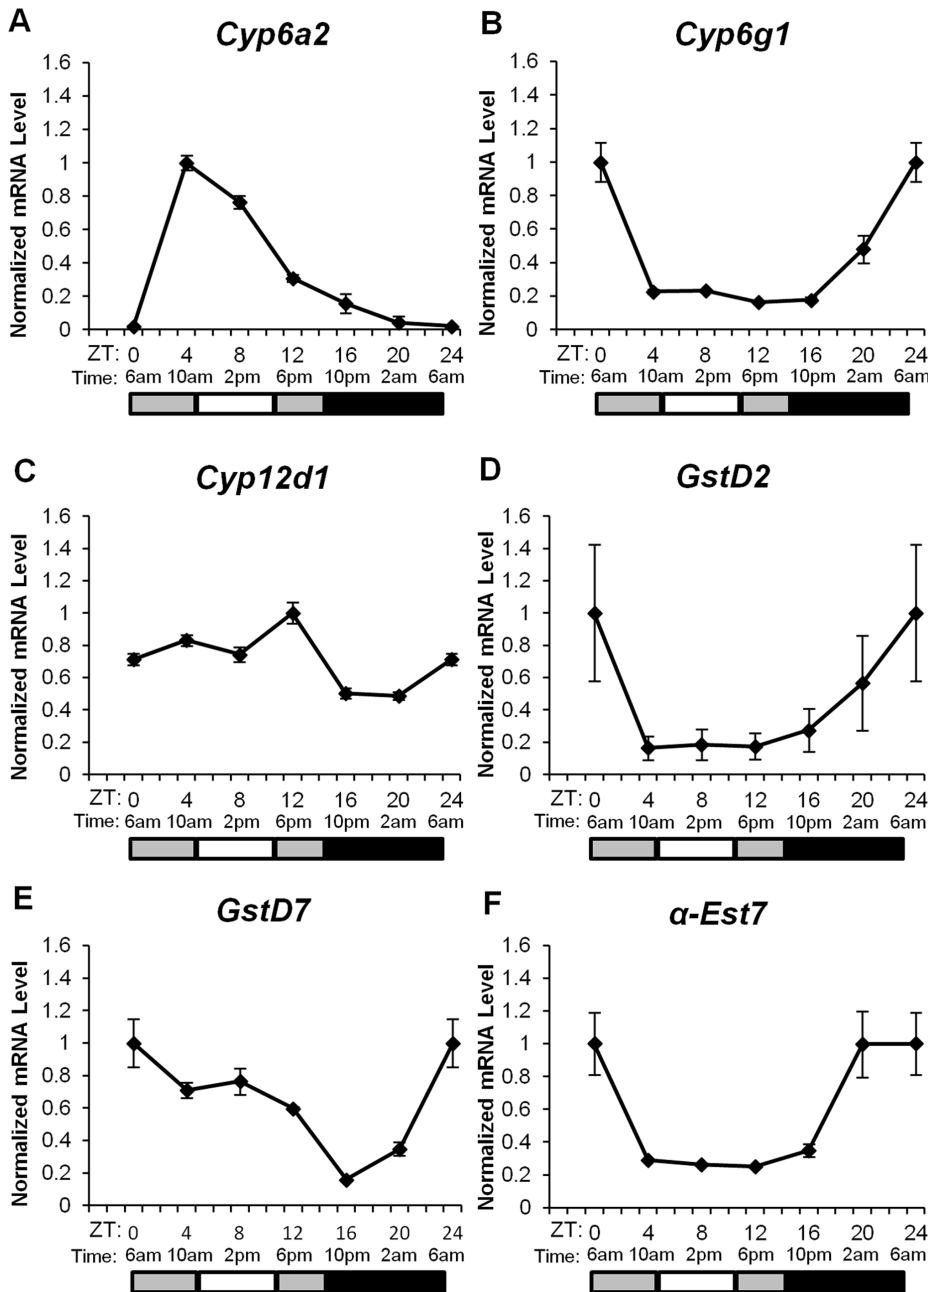 A
Cyp6a2
Normalized mRNA Level
1.6
1.4
1.2
1
0.8
0.6
0.4
0.2
0
ZT: 0 4 8 12 16 20 24
Time: 6am 10am 2pm 6pm 10pm 2am 6am
B
Cyp6g1
Normalized mRNA Level
1.6
1.4
1.2
1
0.8
0.6
0.4
0.2
0
ZT: 0 4 8 12 16 20 24
Time: 6am 10am 2pm 6pm 10pm 2am 6am
C
Cyp12d1
Normalized mRNA Level
1.6
1.4
1.2
1
0.8
0.6
0.4
0.2
0
ZT: 0 4 8 12 16 20 24
Time: 6am 10am 2pm 6pm 10pm 2am 6am
D
GstD2
Normalized mRNA Level
1.6
1.4
1.2
1
0.8
0.6
0.4
0.2
0
ZT: 0 4 8 12 16 20 24
Time: 6am 10am 2pm 6pm 10pm 2am 6am
E
GstD7
Normalized mRNA Level
1.6
1.4
1.2
1
0.8
0.6
0.4
0.2
0
ZT: 0 4 8 12 16 20 24
Time: 6am 10am 2pm 6pm 10pm 2am 6am
F
α-Est7
Normalized mRNA Level
1.6
1.4
1.2
1
0.8
0.6
0.4
0.2
0
ZT: 0 4 8 12 16 20 24
Time: 6am 10am 2pm 6pm 10pm 2am 6am